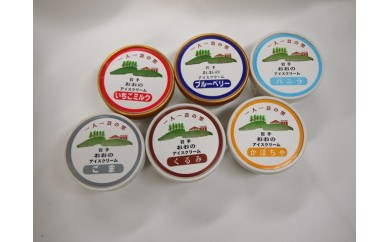 一人一芸の里
岩手
おおの
アイスクリーム
いちごミルク
一人一芸の里
岩手
おおの
アイスクリーム
ブルーベリー
一人一芸の里
岩手
おおの
アイスクリーム
バニラ
一人一芸の里
岩手
おおの
アイスクリーム
ごま
一人一芸の里
岩手
おおの
アイスクリーム
くるみ
一人一芸の里
岩手
おおの
アイスクリーム
かぼちゃ